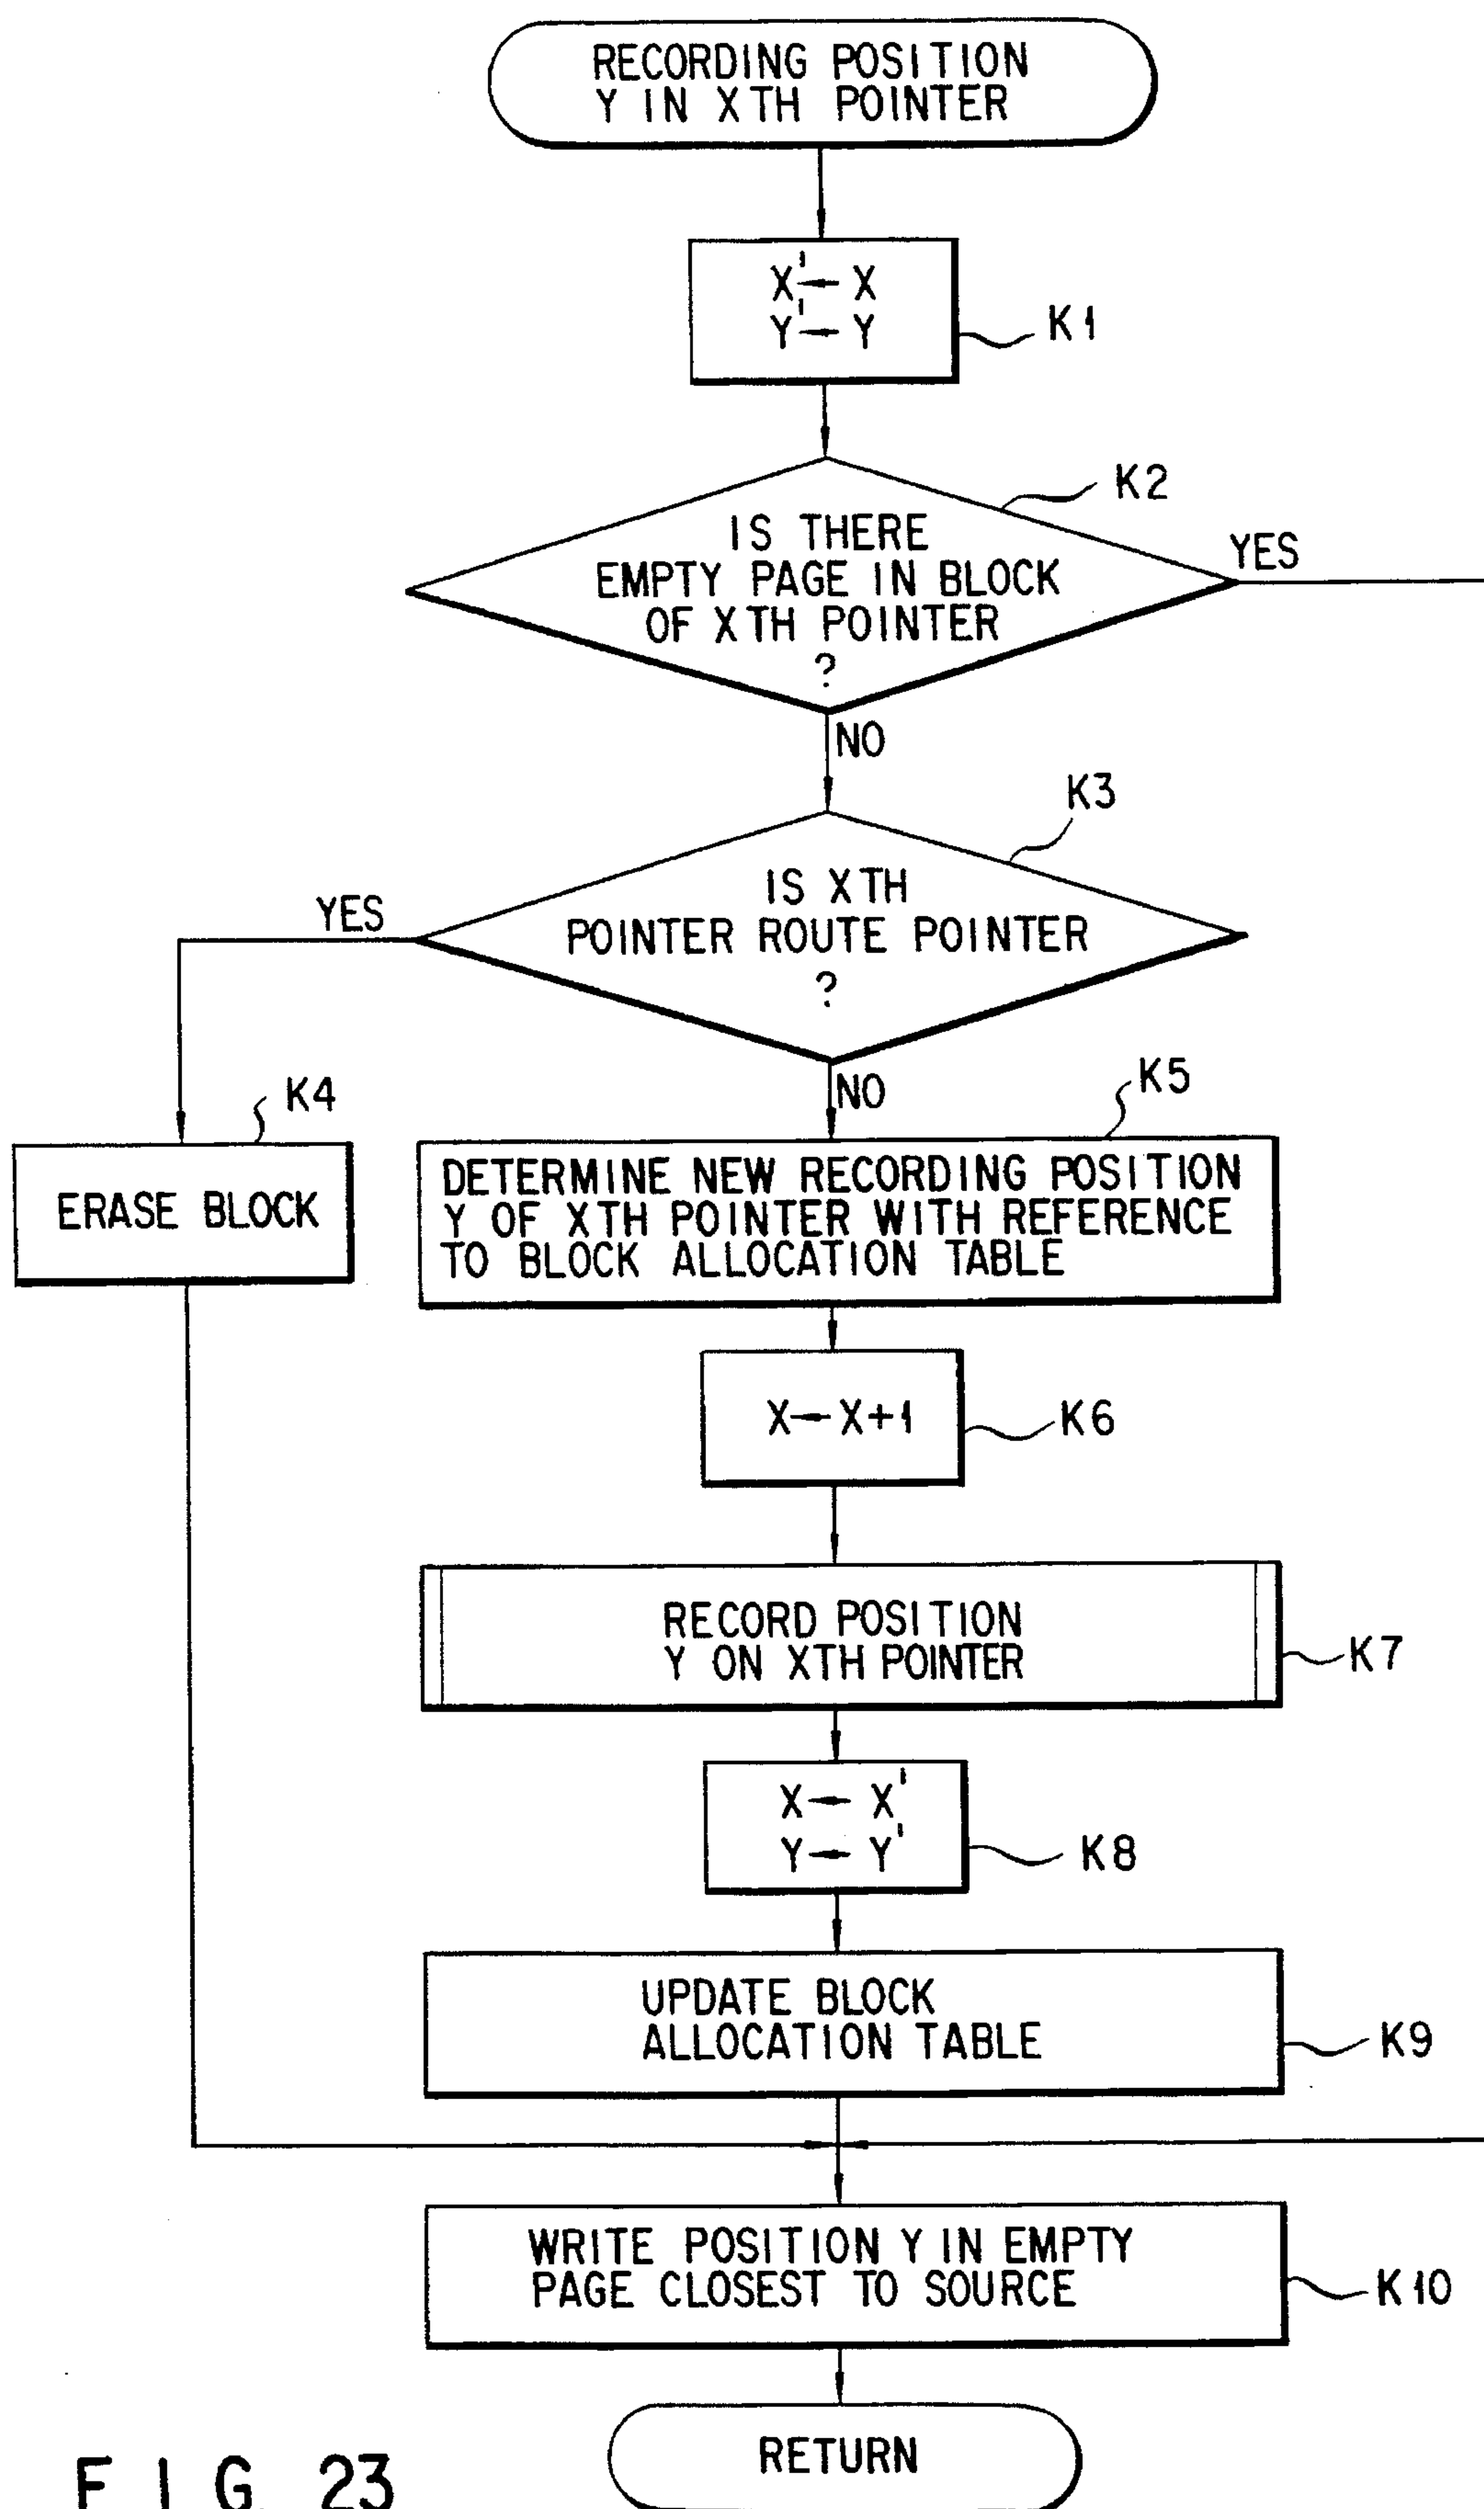 RECORDING POSITION
Y IN XTH POINTER
X' ← X
Y' ← Y
K1
K2
IS THERE
EMPTY PAGE IN BLOCK
OF XTH POINTER
?
YES
NO
K3
IS XTH
POINTER ROUTE POINTER
?
YES
NO
K4
ERASE BLOCK
K5
DETERMINE NEW RECORDING POSITION
Y OF XTH POINTER WITH REFERENCE
TO BLOCK ALLOCATION TABLE
X ← X+1
K6
RECORD POSITION
Y ON XTH POINTER
K7
X ← X'
Y ← Y'
K8
UPDATE BLOCK
ALLOCATION TABLE
K9
WRITE POSITION Y IN EMPTY
PAGE CLOSEST TO SOURCE
K10
RETURN
FIG. 23